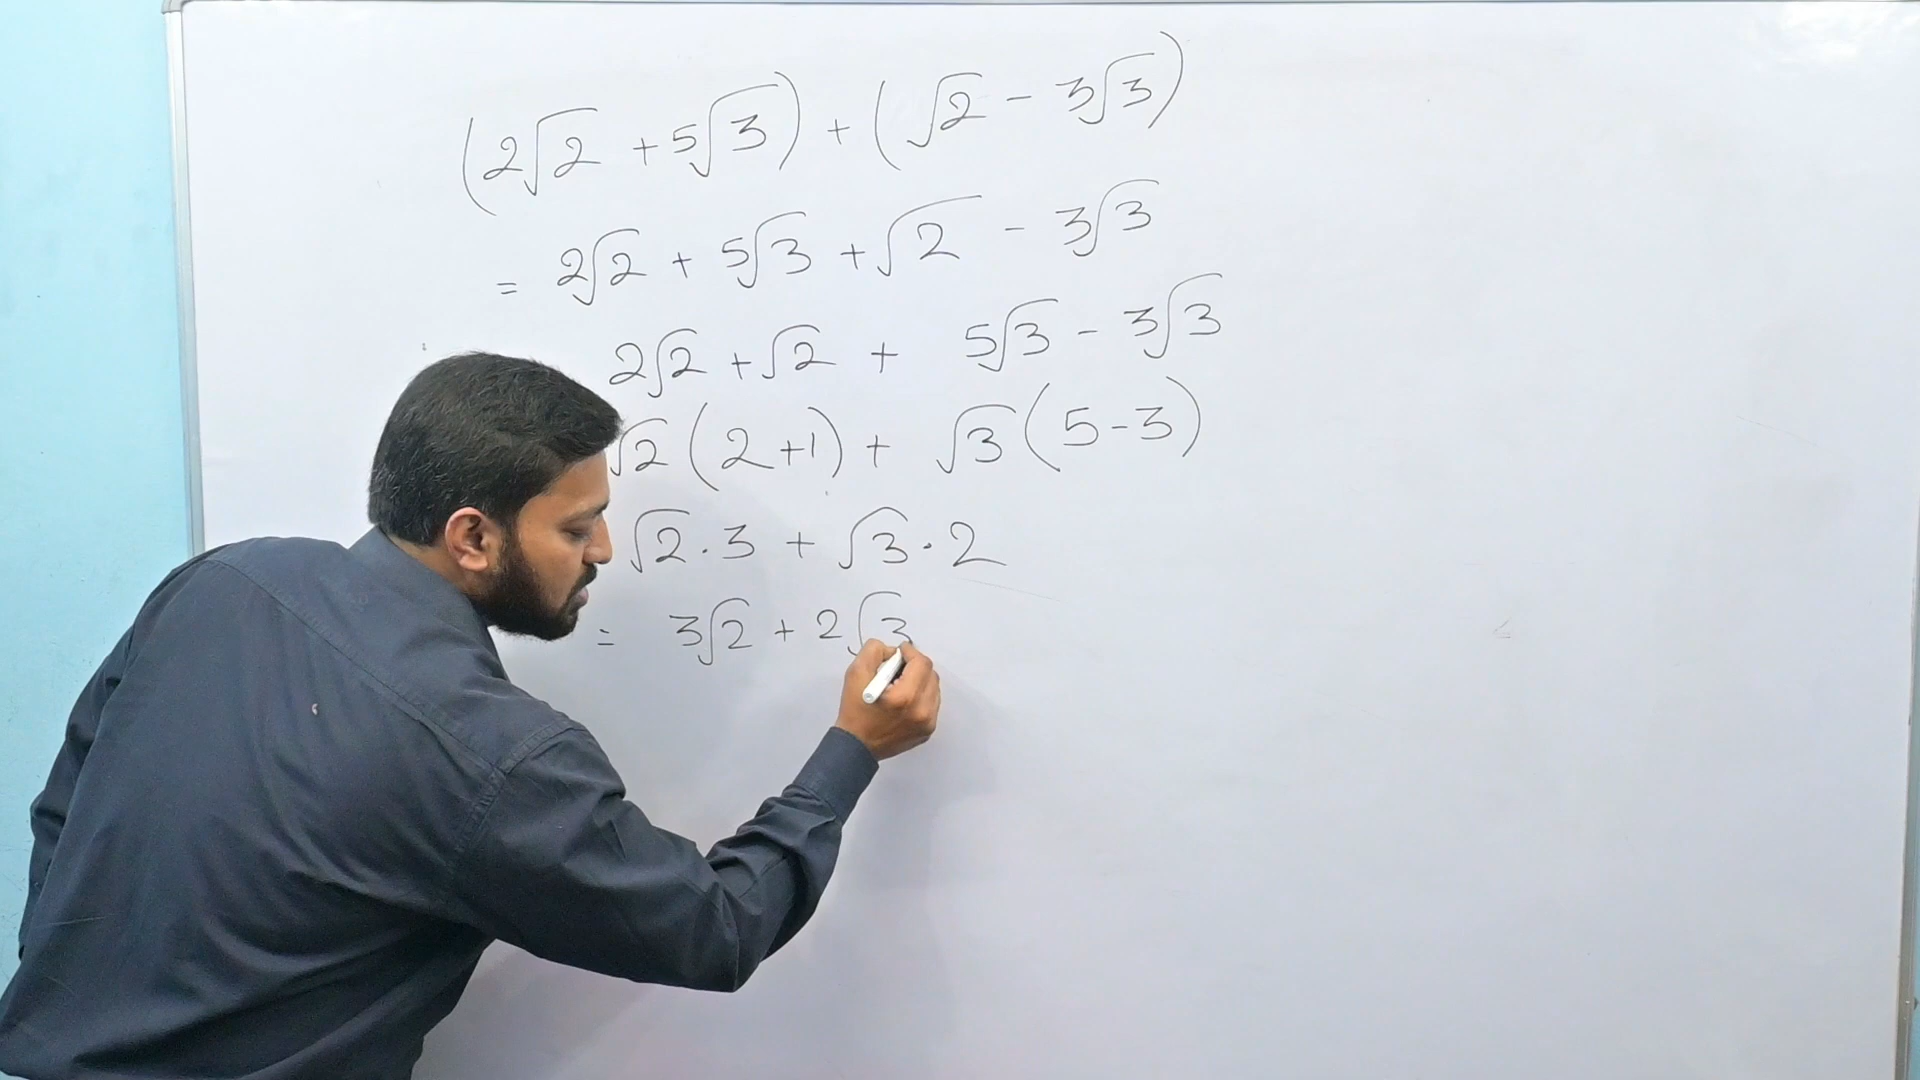 (2√2 + 5√3) + (√2 - 3√3)
= 2√2 + 5√3 + √2 - 3√3
2√2 + √2 + 5√3 - 3√3
√2 (2+1) + √3 (5-3)
√2 . 3 + √3 . 2
= 3√2 + 2√3